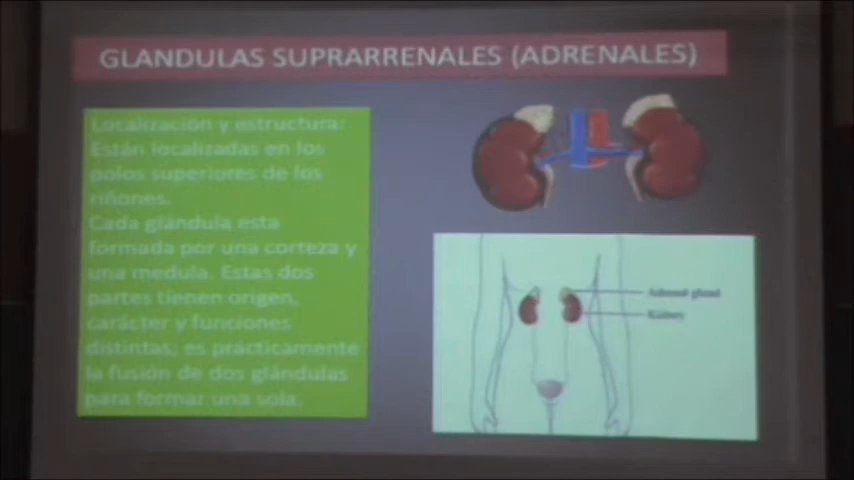 GLANDULAS SUPRARRENALES (ADRENALES)
Localización y estructura:
Están localizadas en los
polos superiores de los
riñones.
Cada glándula esta
formada por una corteza y
una medula. Estas dos
partes tienen origen,
carácter y funciones
distintas; es prácticamente
la fusión de dos glándulas
para formar una sola.
Adrenal gland
Kidney